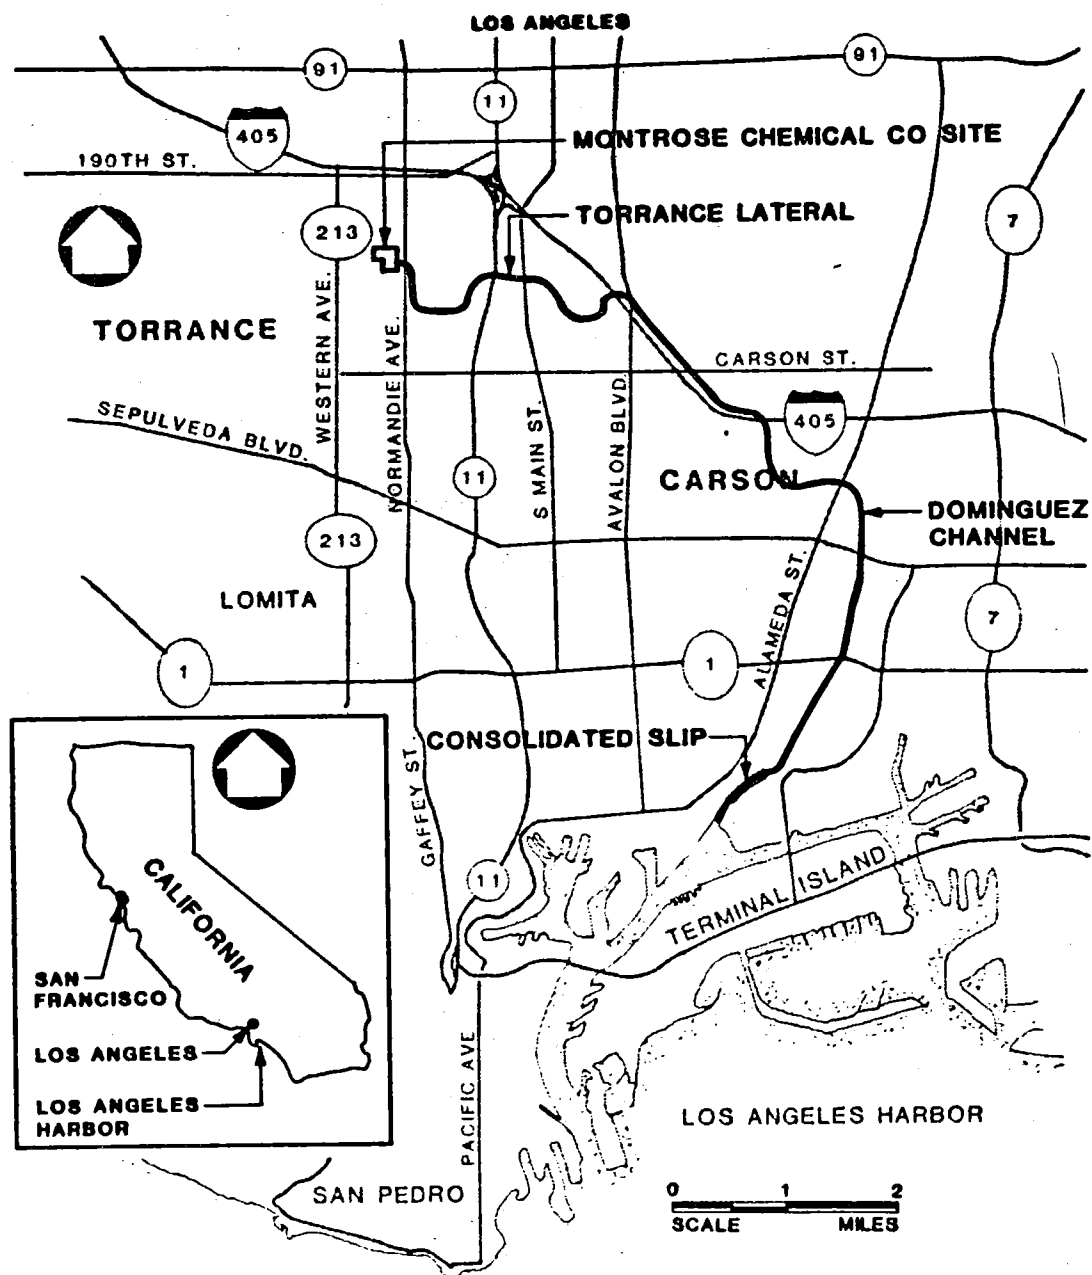 LOS ANGELES
91
91
11
405
MONTROSE CHEMICAL CO SITE
190TH ST.
TORRANCE LATERAL
213
7
TORRANCE
WESTERN AVE.
NORMANDIE AVE.
CARSON ST.
SEPULVEDA BLVD.
405
S MAIN ST.
AVALON BLVD.
11
CARSON
DOMINGUEZ
CHANNEL
213
LOMITA
ALAMEDA ST.
7
1
1
CONSOLIDATED SLIP
GAFFEY ST.
11
TERMINAL ISLAND
CALIFORNIA
SAN
FRANCISCO
LOS ANGELES
LOS ANGELES
HARBOR
PACIFIC AVE
LOS ANGELES HARBOR
SAN PEDRO
0 1 2
SCALE MILES